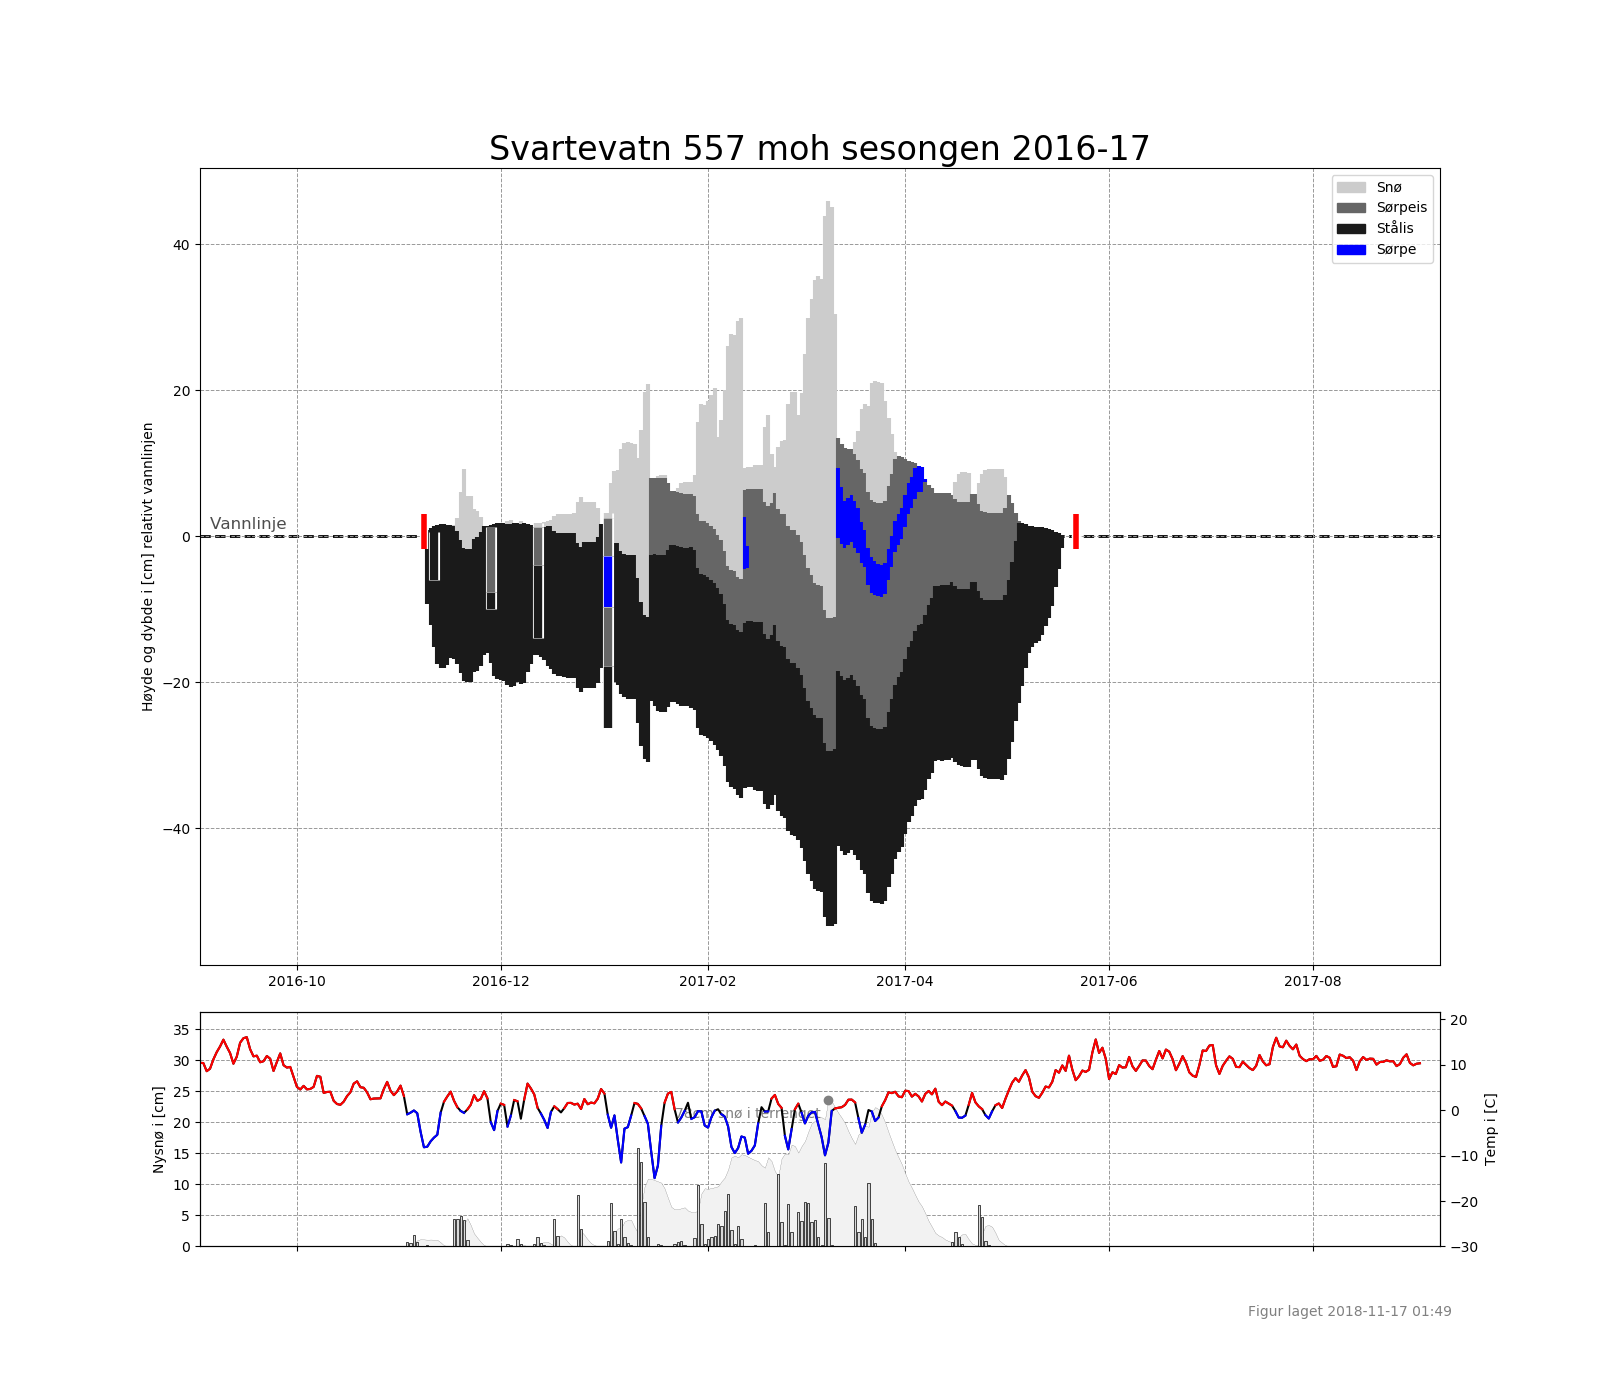 Svartevatn 557 moh sesongen 2016-17
Snø
Sørpeis
Stålis
Sørpe
40
20
0
−20
−40
Høyde og dybde i [cm] relativt vannlinjen
Vannlinje
2016-10 2016-12 2017-02 2017-04 2017-06 2017-08
35
30
25
20
15
10
5
0
Nysnø i [cm]
snø i terrenget
20
10
0
−10
−20
−30
Temp i [C]
Figur laget 2018-11-17 01:49